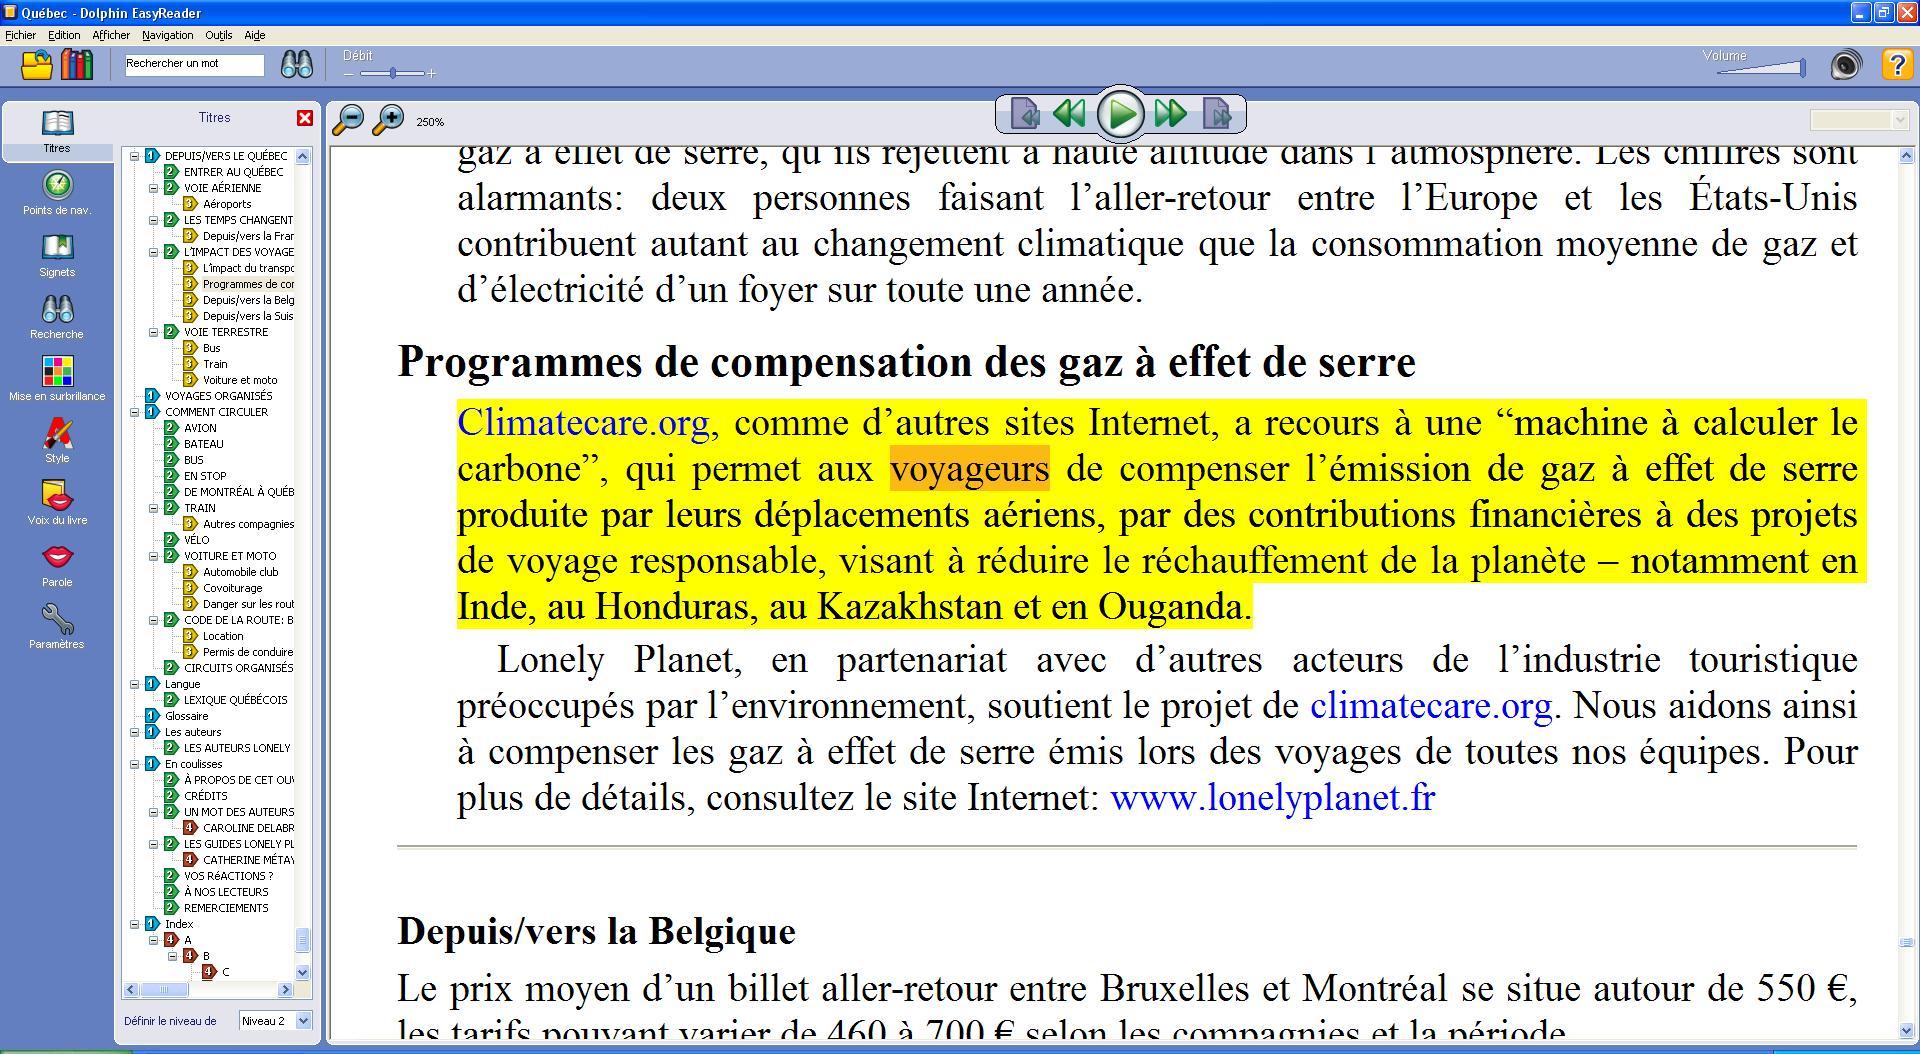 Québec - Dolphin EasyReader
Fichier Edition Afficher Navigation Outils Aide
Rechercher un mot
Débit
Volume
Titres
250%
Titres
Points de nav.
Signets
Recherche
Mise en surbrillance
Style
Voix du livre
Parole
Paramètres
1 DEPUIS/VERS LE QUÉBEC
2 ENTRER AU QUÉBEC
2 VOIE AÉRIENNE
3 Aéroports
2 LES TEMPS CHANGENT
3 Depuis/vers la Fran
2 L'IMPACT DES VOYAGE
3 L'impact du transpo
3 Programmes de cor
3 Depuis/vers la Belg
3 Depuis/vers la Suis
2 VOIE TERRESTRE
3 Bus
3 Train
3 Voiture et moto
1 VOYAGES ORGANISÉS
1 COMMENT CIRCULER
2 AVION
2 BATEAU
2 BUS
2 EN STOP
2 DE MONTRÉAL À QUÉB
2 TRAIN
3 Autres compagnies
2 VÉLO
2 VOITURE ET MOTO
3 Automobile club
3 Covoiturage
3 Danger sur les rout
2 CODE DE LA ROUTE: B
3 Location
3 Permis de conduire
2 CIRCUITS ORGANISÉS
1 Langue
2 LEXIQUE QUÉBÉCOIS
1 Glossaire
1 Les auteurs
2 LES AUTEURS LONELY
1 En coulisses
2 À PROPOS DE CET OUV
2 CRÉDITS
2 UN MOT DES AUTEURS
4 CAROLINE DELABR
2 LES GUIDES LONELY PL
4 CATHERINE MÉTAY
2 VOS RéACTIONS ?
2 À NOS LECTEURS
2 REMERCIEMENTS
1 Index
4 A
4 B
4 C
Définir le niveau de Niveau 2
gaz à effet de serre, qu'ils rejettent à haute altitude dans l'atmosphère. Les chiffres sont
alarmants: deux personnes faisant l’aller-retour entre l’Europe et les États-Unis
contribuent autant au changement climatique que la consommation moyenne de gaz et
d’électricité d’un foyer sur toute une année.
Programmes de compensation des gaz à effet de serre
Climatecare.org, comme d’autres sites Internet, a recours à une “machine à calculer le
carbone”, qui permet aux voyageurs de compenser l’émission de gaz à effet de serre
produite par leurs déplacements aériens, par des contributions financières à des projets
de voyage responsable, visant à réduire le réchauffement de la planète – notamment en
Inde, au Honduras, au Kazakhstan et en Ouganda.
Lonely Planet, en partenariat avec d’autres acteurs de l’industrie touristique
préoccupés par l’environnement, soutient le projet de climatecare.org. Nous aidons ainsi
à compenser les gaz à effet de serre émis lors des voyages de toutes nos équipes. Pour
plus de détails, consultez le site Internet: www.lonelyplanet.fr
Depuis/vers la Belgique
Le prix moyen d’un billet aller-retour entre Bruxelles et Montréal se situe autour de 550 €,
les tarifs pouvant varier de 460 à 700 € selon les compagnies et la période.